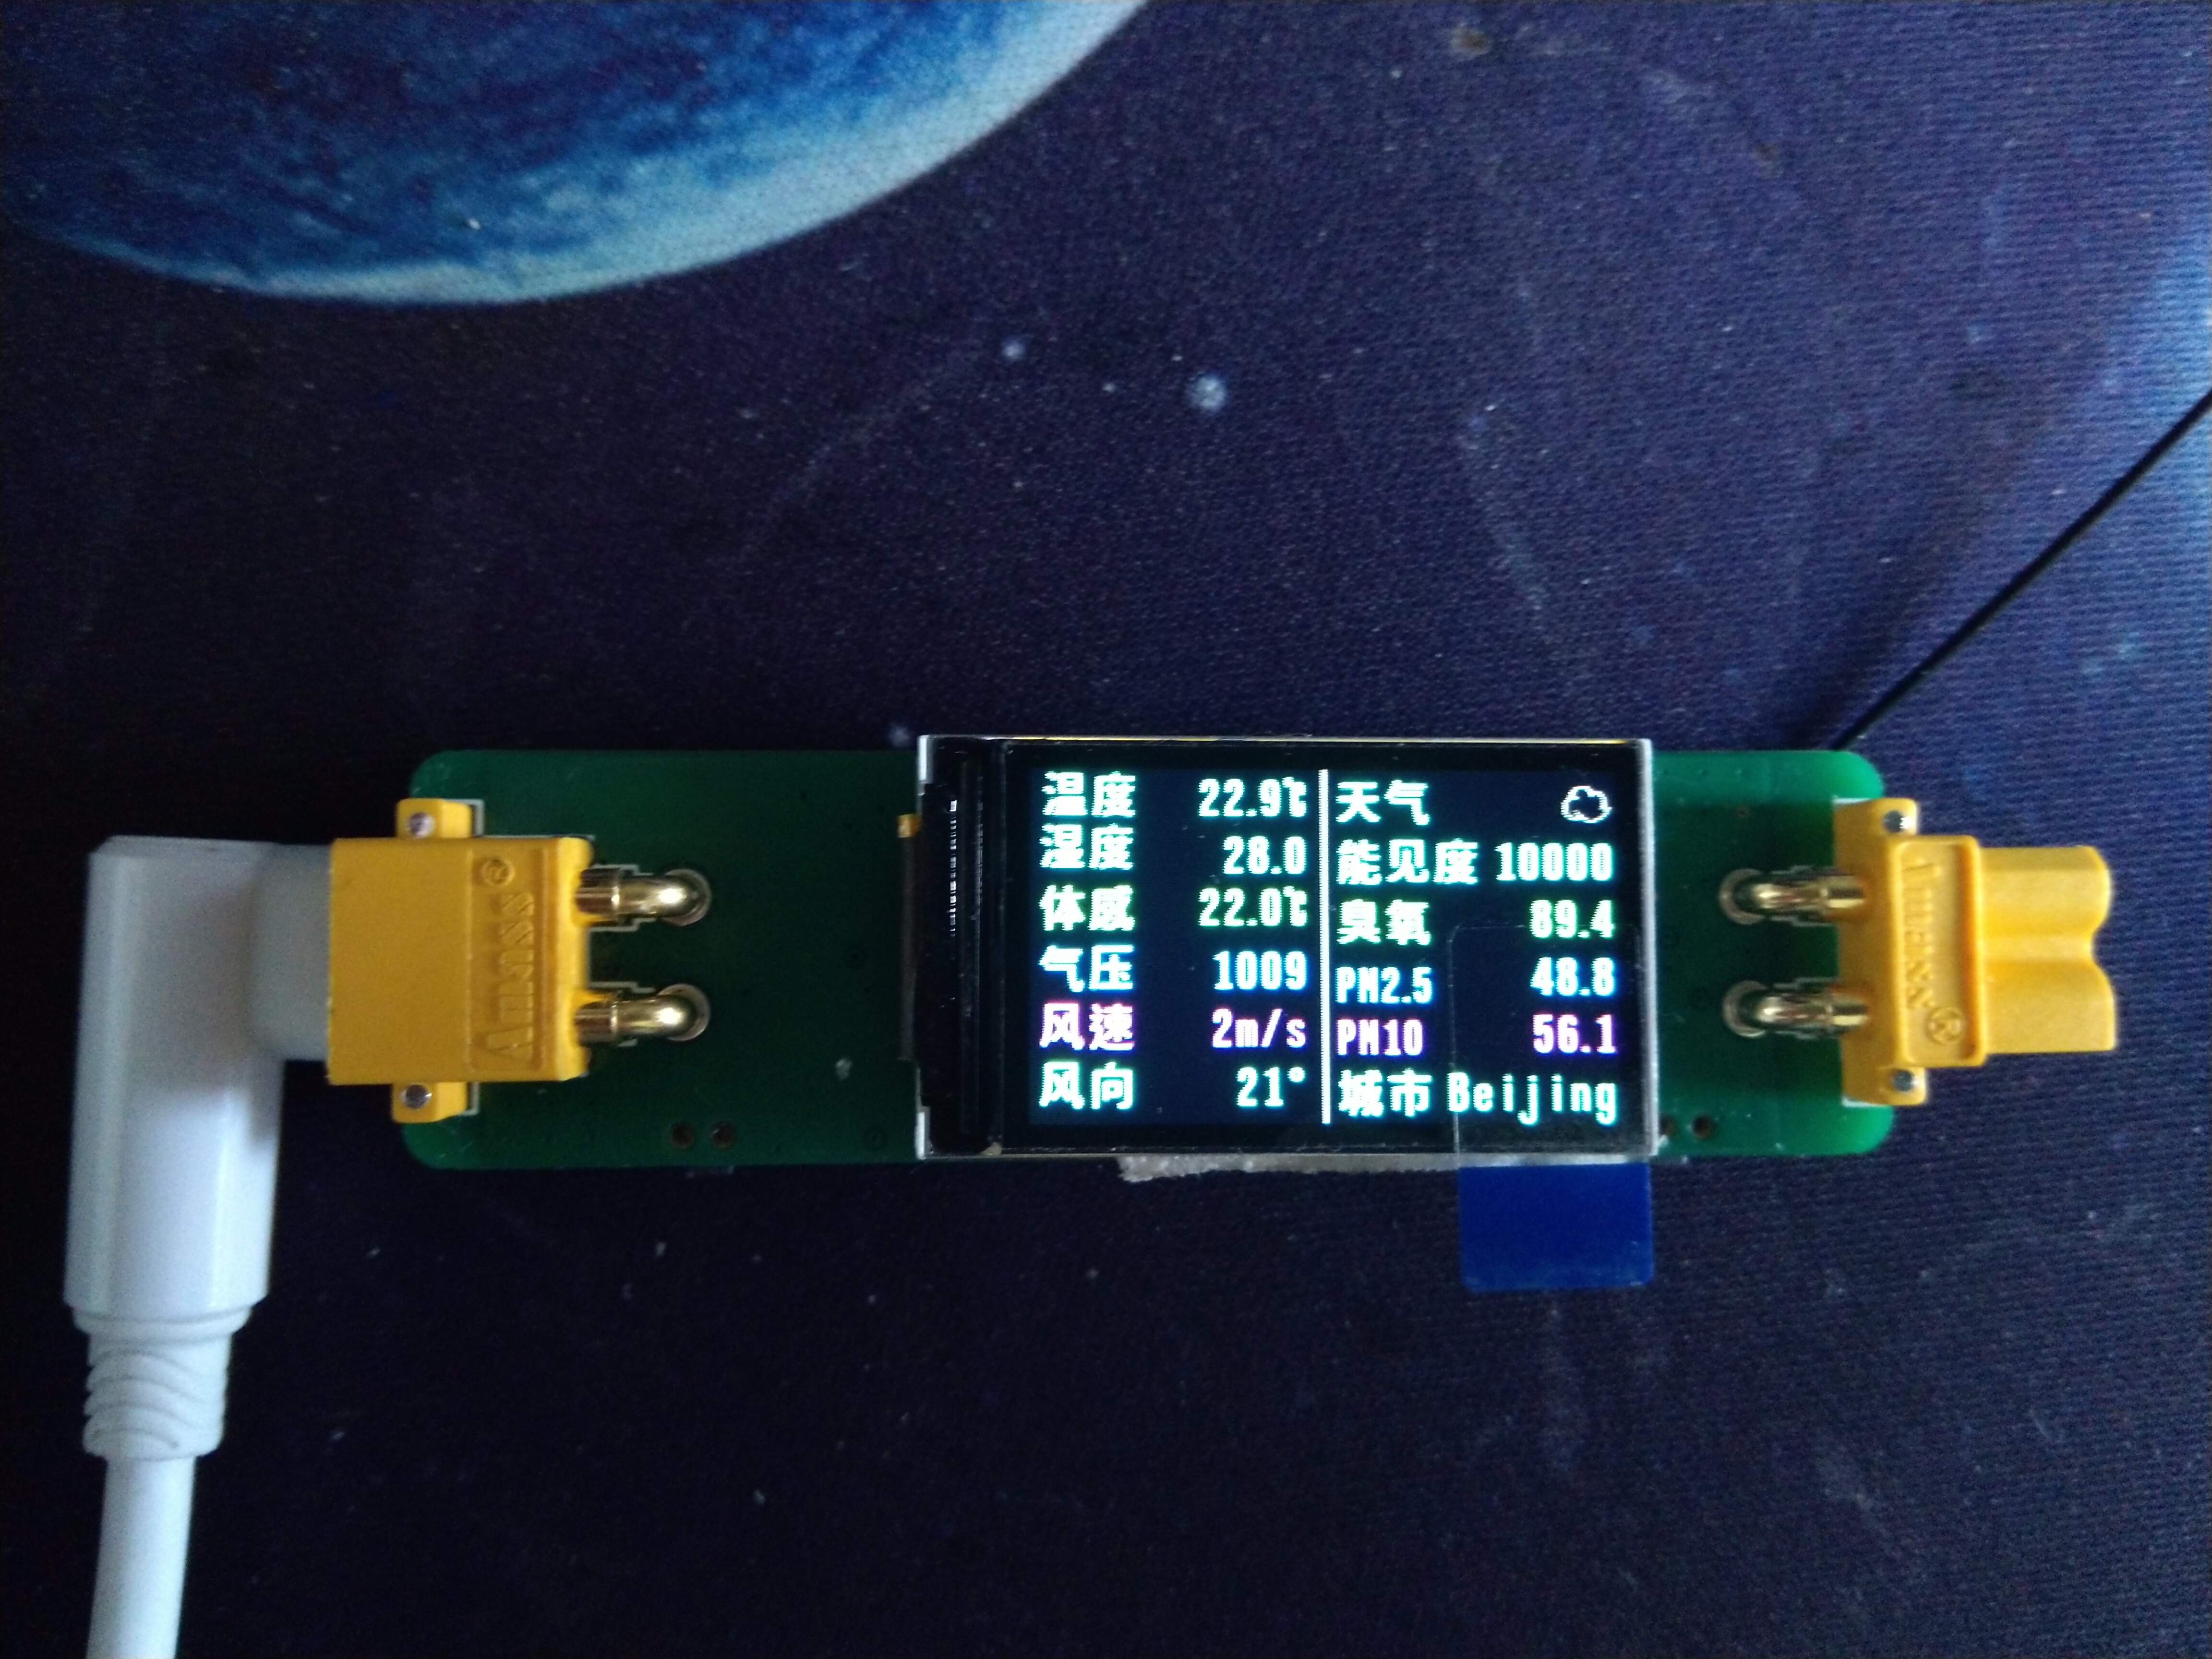 温度 22.9℃
湿度 28.0
体感 22.0℃
气压 1009
风速 2m/s
风向 21°
天气
能见度 10000
臭氧 89.4
PM2.5 48.8
PM10 56.1
城市 Beijing
Amass®
Amass®